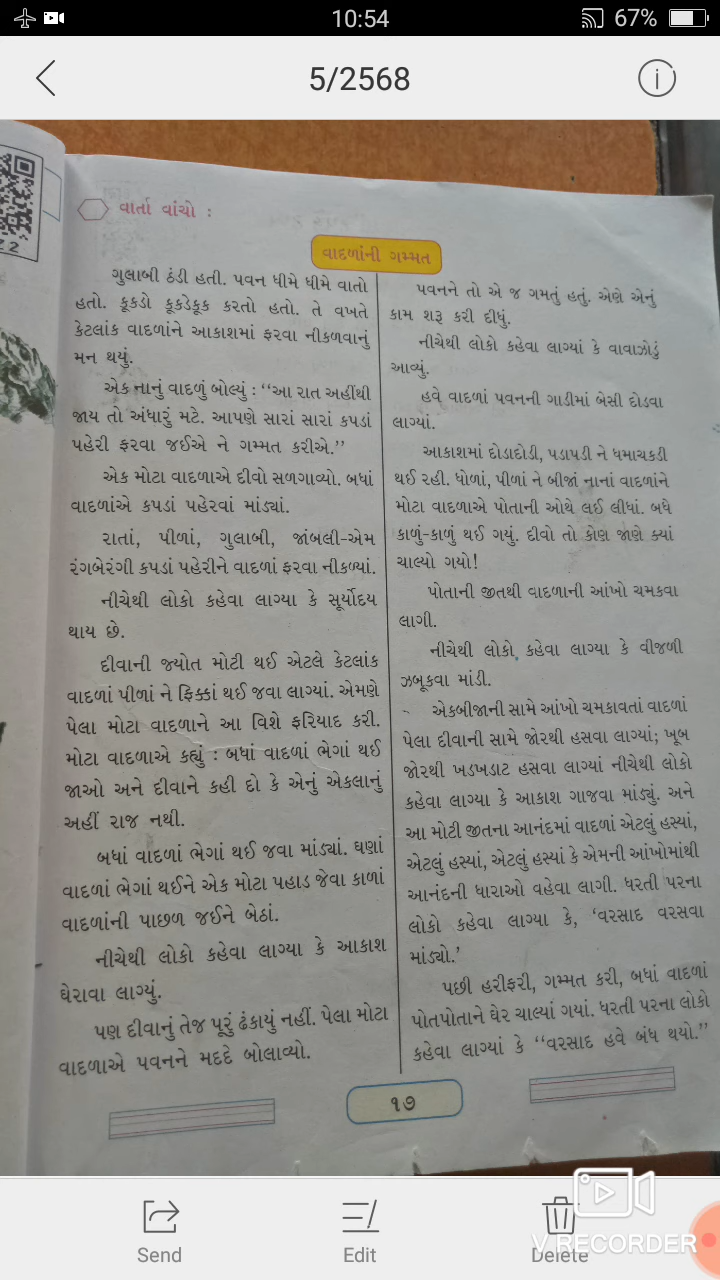 10:54
67%
5/2568
22
વાર્તા વાંચો :
વાદળાંની ગમ્મત
ગુલાબી ઠંડી હતી. પવન ધીમે ધીમે વાતો
હતો. કૂકડો કૂકડેકૂક કરતો હતો. તે વખતે
કેટલાંક વાદળાંને આકાશમાં ફરવા નીકળવાનું
મન થયું.
એક નાનું વાદળું બોલ્યું : “આ રાત અહીંથી
જાય તો અંધારું મટે. આપણે સારાં સારાં કપડાં
પહેરી ફરવા જઈએ ને ગમ્મત કરીએ.”
એક મોટા વાદળાએ દીવો સળગાવ્યો. બધાં
વાદળાંએ કપડાં પહેરવાં માંડ્યાં.
રાતાં, પીળાં, ગુલાબી, જાંબલી-એમ
રંગબેરંગી કપડાં પહેરીને વાદળાં ફરવા નીકળ્યાં.
નીચેથી લોકો કહેવા લાગ્યા કે સૂર્યોદય
થાય છે.
દીવાની જ્યોત મોટી થઈ એટલે કેટલાંક
વાદળાં પીળાં ને ફિક્કાં થઈ જવા લાગ્યાં. એમણે
પેલા મોટા વાદળાને આ વિશે ફરિયાદ કરી.
મોટા વાદળાએ કહ્યું : બધાં વાદળાં ભેગાં થઈ
જાઓ અને દીવાને કહી દો કે એનું એકલાનું
અહીં રાજ નથી.
બધાં વાદળાં ભેગાં થઈ જવા માંડ્યાં. ઘણાં
વાદળાં ભેગાં થઈને એક મોટા પહાડ જેવા કાળાં
વાદળાંની પાછળ જઈને બેઠાં.
નીચેથી લોકો કહેવા લાગ્યા કે આકાશ
ઘેરાવા લાગ્યું.
પણ દીવાનું તેજ પૂરું ઢંકાયું નહીં. પેલા મોટા
વાદળાએ પવનને મદદે બોલાવ્યો.
પવનને તો એ જ ગમતું હતું. એણે એનું
કામ શરૂ કરી દીધું.
નીચેથી લોકો કહેવા લાગ્યાં કે વાવાઝોડું
આવ્યું.
હવે વાદળાં પવનની ગાડીમાં બેસી દોડવા
લાગ્યાં.
આકાશમાં દોડાદોડી, પડાપડી ને ધમાચકડી
થઈ રહી. ધોળાં, પીળાં ને બીજાં નાનાં વાદળાંને
મોટા વાદળાએ પોતાની ઓથે લઈ લીધાં. બધે
કાળું-કાળું થઈ ગયું. દીવો તો કોણ જાણે ક્યાં
ચાલ્યો ગયો!
પોતાની જીતથી વાદળાની આંખો ચમકવા
લાગી.
નીચેથી લોકો કહેવા લાગ્યા કે વીજળી
ઝબૂકવા માંડી.
એકબીજાની સામે આંખો ચમકાવતાં વાદળાં
પેલા દીવાની સામે જોરથી હસવા લાગ્યાં; ખૂબ
જોરથી ખડખડાટ હસવા લાગ્યાં નીચેથી લોકો
કહેવા લાગ્યા કે આકાશ ગાજવા માંડ્યું. અને
આ મોટી જીતના આનંદમાં વાદળાં એટલું હસ્યાં,
એટલું હસ્યાં, એટલું હસ્યાં કે એમની આંખોમાંથી
આનંદની ધારાઓ વહેવા લાગી. ધરતી પરના
લોકો કહેવા લાગ્યા કે, ‘વરસાદ વરસવા
માંડ્યો.’
પછી હરીફરી, ગમ્મત કરી, બધાં વાદળાં
પોતપોતાને ઘેર ચાલ્યાં ગયાં. ધરતી પરના લોકો
કહેવા લાગ્યાં કે “વરસાદ હવે બંધ થયો.”
૧૭
Send
Edit
Delete
V RECORDER